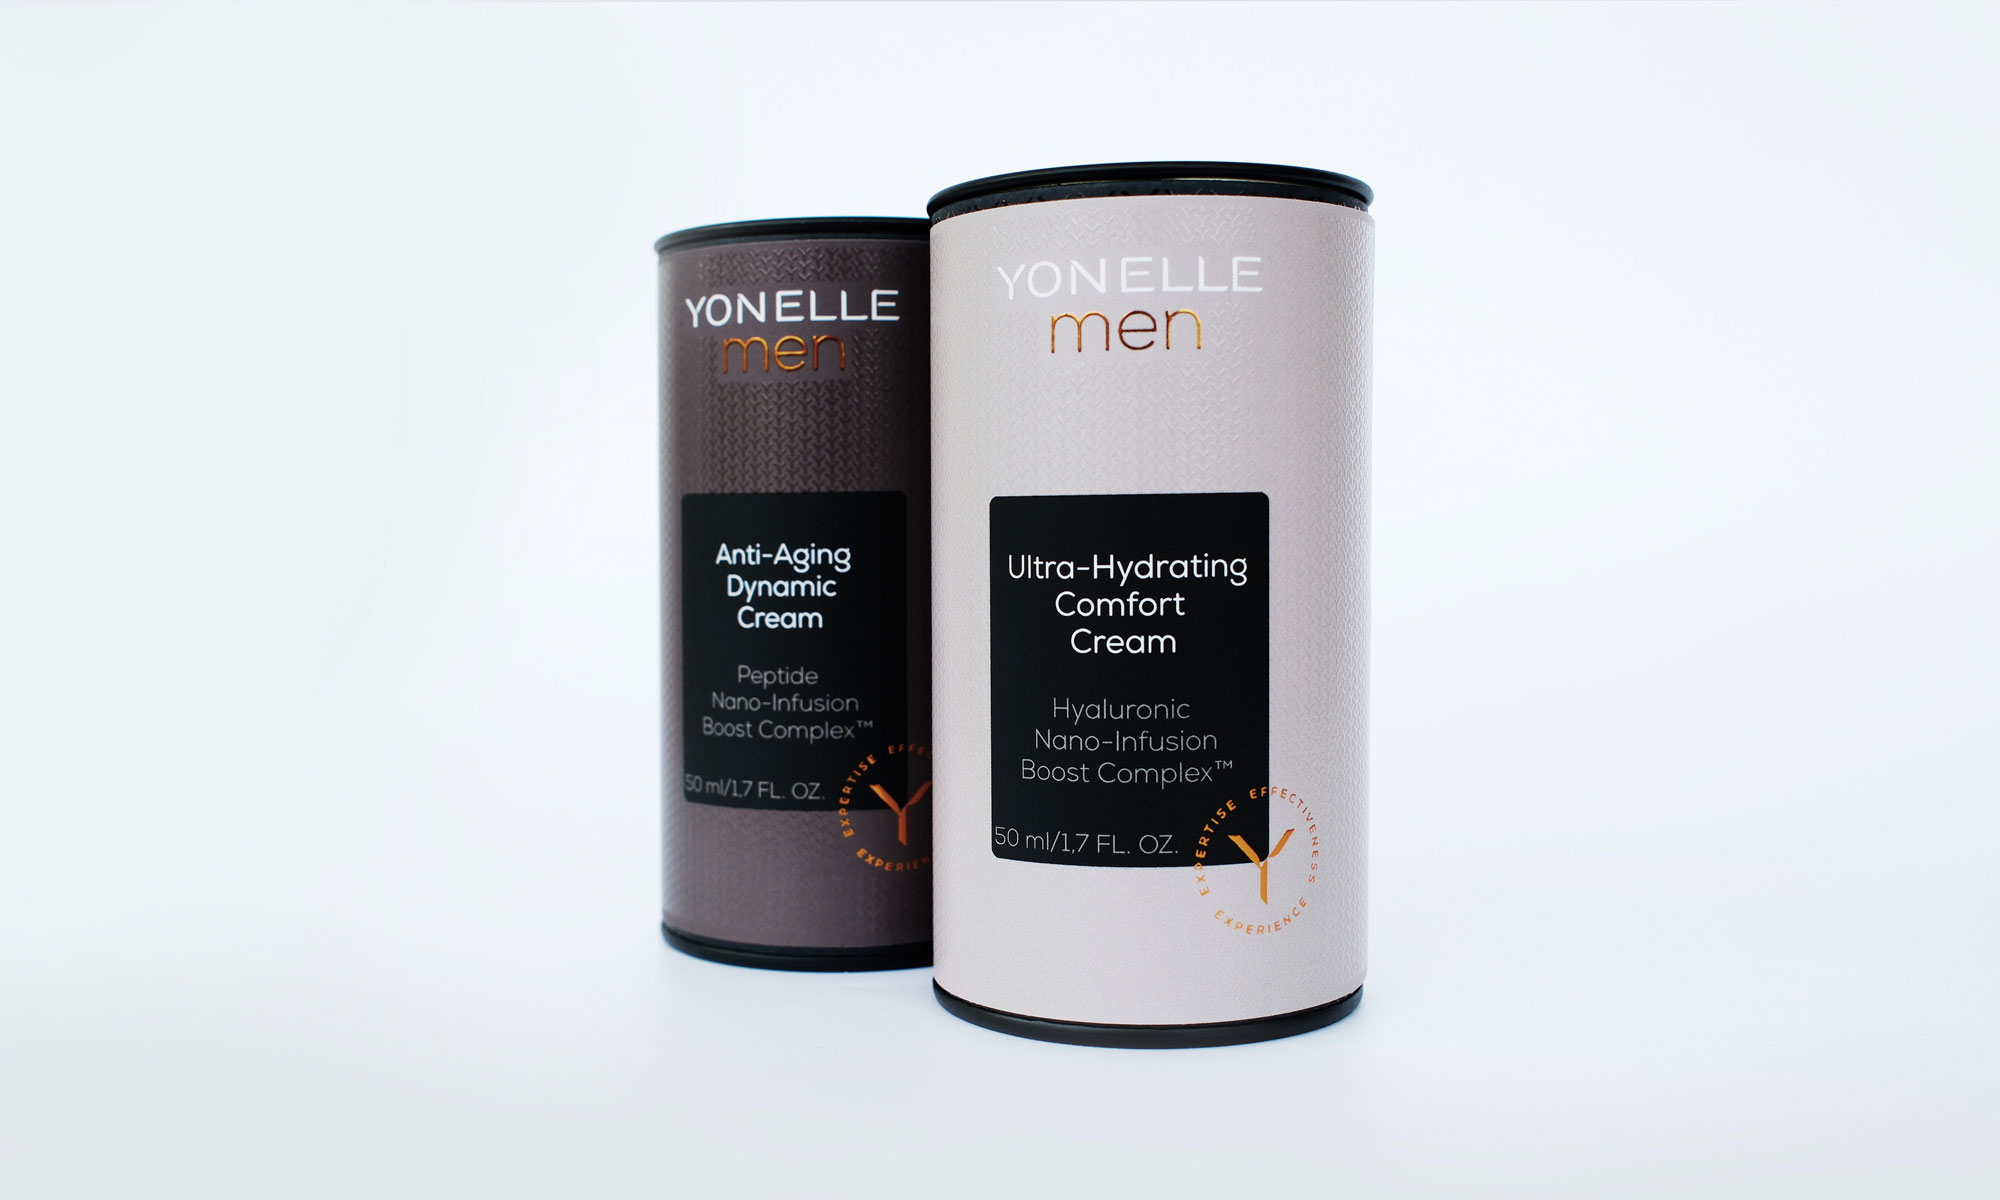 YONELLE
men
Anti-Aging
Dynamic
Cream
Peptide
Nano-Infusion
Boost Complex™
50 ml/1,7 FL. OZ.
EXPERTISE
Y
YONELLE
men
Ultra-Hydrating
Comfort
Cream
Hyaluronic
Nano-Infusion
Boost Complex™
50 ml/1,7 FL. OZ.
EXPERTISE EFFECTIVENESS EXPERIENCE
Y